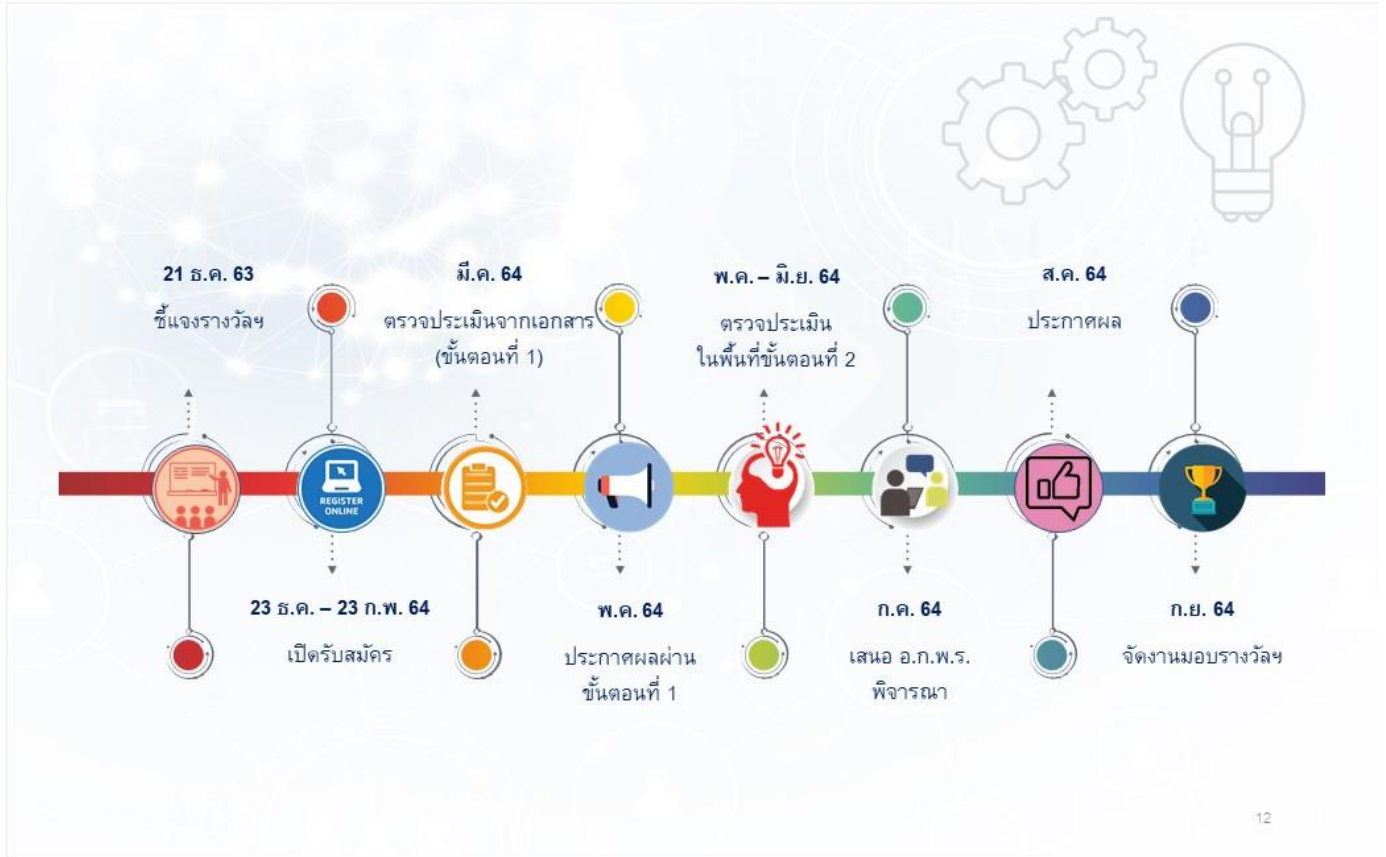 21 ธ.ค. 63
ชี้แจงรางวัลฯ
มี.ค. 64
ตรวจประเมินจากเอกสาร
(ขั้นตอนที่ 1)
พ.ค. – มิ.ย. 64
ตรวจประเมิน
ในพื้นที่ขั้นตอนที่ 2
ส.ค. 64
ประกาศผล
REGISTER
ONLINE
23 ธ.ค. – 23 ก.พ. 64
เปิดรับสมัคร
พ.ค. 64
ประกาศผลผ่าน
ขั้นตอนที่ 1
ก.ค. 64
เสนอ อ.ก.พ.ร.
พิจารณา
ก.ย. 64
จัดงานมอบรางวัลฯ
12